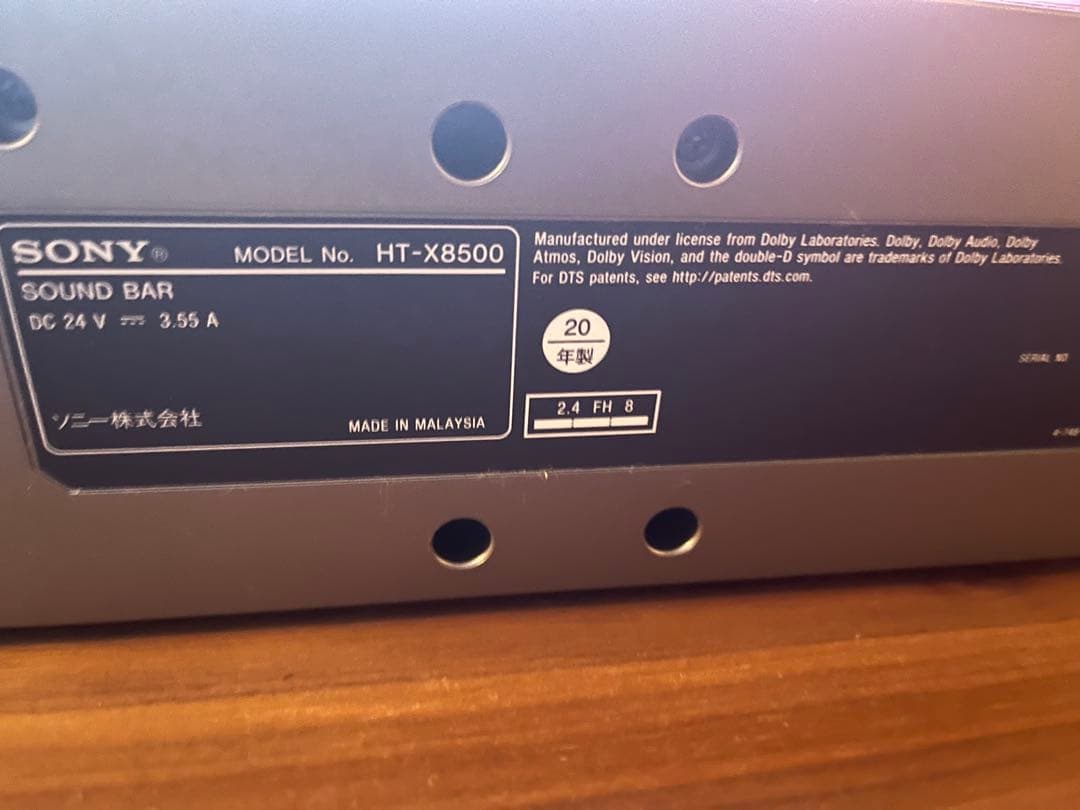 SONY®
MODEL No. HT-X8500
SOUND BAR
DC 24 V ⎓ 3.55 A
ソニー株式会社
MADE IN MALAYSIA
Manufactured under license from Dolby Laboratories. Dolby, Dolby Audio, Dolby
Atmos, Dolby Vision, and the double-D symbol are trademarks of Dolby Laboratories.
For DTS patents, see http://patents.dts.com.
20
年製
2.4 FH 8
SERIAL NO